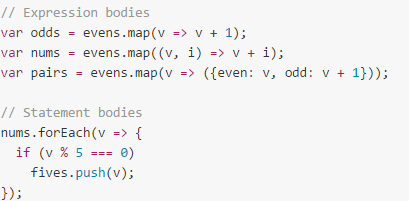 // Expression bodies
var odds = evens.map(v => v + 1);
var nums = evens.map((v, i) => v + i);
var pairs = evens.map(v => ({even: v, odd: v + 1}));

// Statement bodies
nums.forEach(v => {
  if (v % 5 === 0)
    fives.push(v);
});